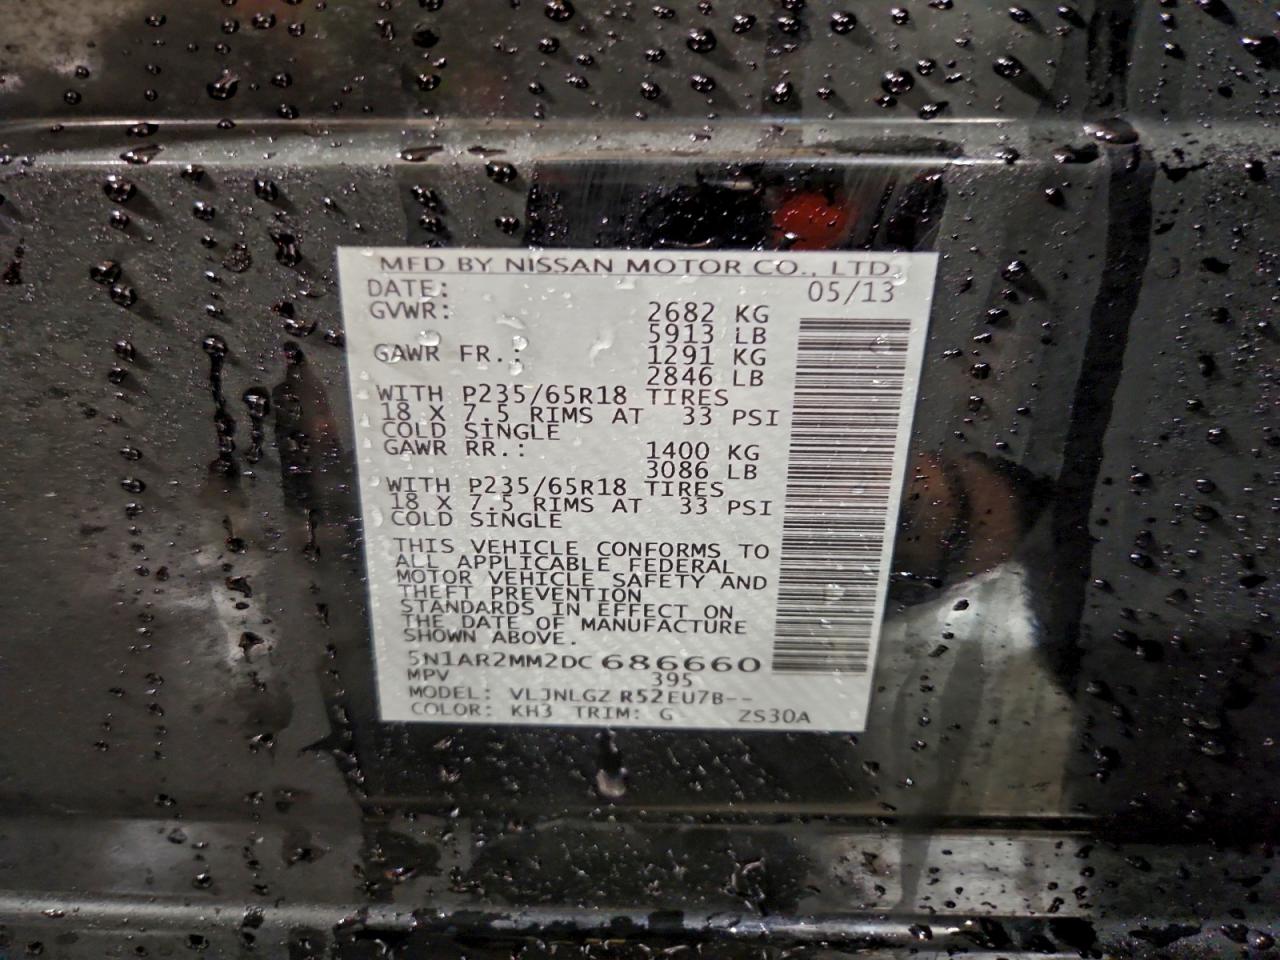 MFD BY NISSAN MOTOR CO., LTD.
DATE: 05/13
GVWR: 2682 KG
5913 LB
GAWR FR.: 1291 KG
2846 LB
WITH P235/65R18 TIRES
18 X 7.5 RIMS AT 33 PSI
COLD SINGLE
GAWR RR.: 1400 KG
3086 LB
WITH P235/65R18 TIRES
18 X 7.5 RIMS AT 33 PSI
COLD SINGLE
THIS VEHICLE CONFORMS TO
ALL APPLICABLE FEDERAL
MOTOR VEHICLE SAFETY AND
THEFT PREVENTION
STANDARDS IN EFFECT ON
THE DATE OF MANUFACTURE
SHOWN ABOVE.
5N1AR2MM2DC 686660
MPV 395
MODEL: VLJNLGZ R52EU7B--
COLOR: KH3 TRIM: G ZS30A